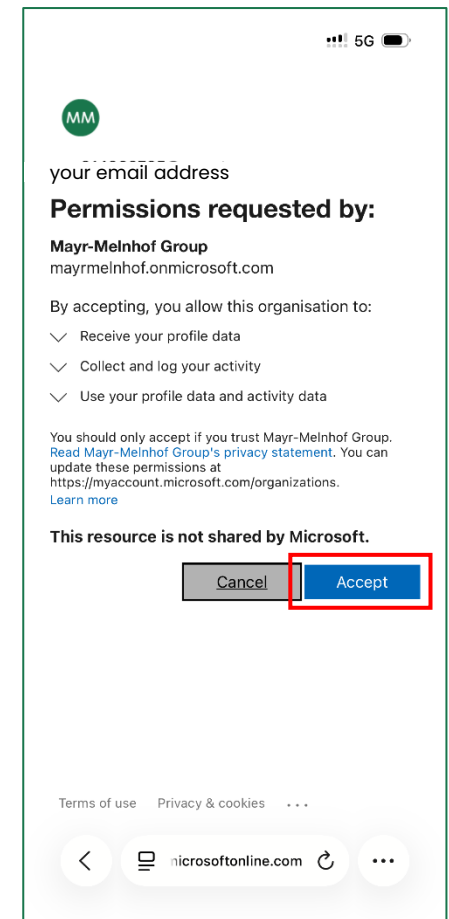 5G
MM
your email address
Permissions requested by:
Mayr-Melnhof Group
mayrmelnhof.onmicrosoft.com
By accepting, you allow this organisation to:
Receive your profile data
Collect and log your activity
Use your profile data and activity data
You should only accept if you trust Mayr-Melnhof Group.
Read Mayr-Melnhof Group's privacy statement. You can
update these permissions at
https://myaccount.microsoft.com/organizations.
Learn more
This resource is not shared by Microsoft.
Cancel Accept
Terms of use Privacy & cookies ...
nicrosoftonline.com